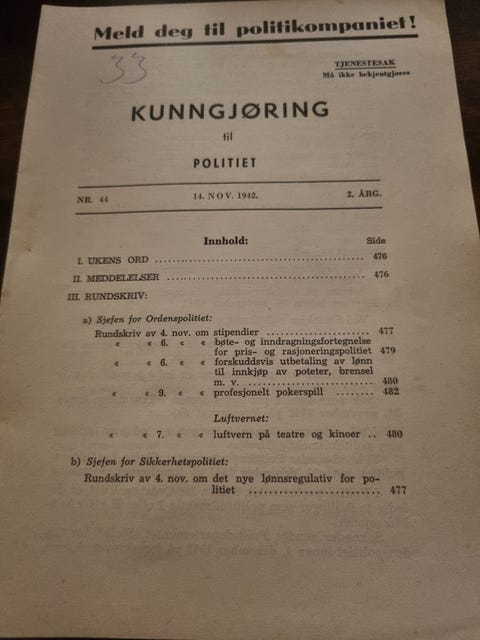 Meld deg til politikompaniet!
33
TJENESTESAK
Må ikke bekjentgjøres
KUNNGJØRING
til
POLITIET
NR. 44 14. NOV. 1942. 2. ÅRG.
Innhold: Side
I. UKENS ORD ........................................ 476
II. MEDDELELSER ........................................ 476
III. RUNDSKRIV:
a) Sjefen for Ordenspolitiet:
Rundskriv av 4. nov. om stipendier .................... 477
« « 6. « « bøte- og inndragningsfortegnelse
for pris- og rasjoneringspolitiet 479
« « 6. « « forskuddsvis utbetaling av lønn
til innkjøp av poteter, brensel
m. v. ........................ 480
« « 9. « « profesjonelt pokerspill ........ 482
Luftvernet:
« « 7. « « luftvern på teatre og kinoer .. 480
b) Sjefen for Sikkerhetspolitiet:
Rundskriv av 4. nov. om det nye lønnsregulativ for po-
litiet ........................ 477